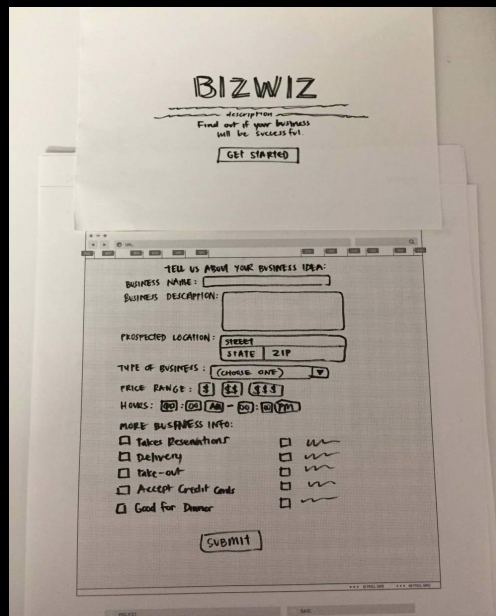 BIZWIZ
description
Find out if your business
will be successful.
GET STARTED
TELL US ABOUT YOUR BUSINESS IDEA:
BUSINESS NAME:
BUSINESS DESCRIPTION:
PROSPECTED LOCATION: STREET
STATE ZIP
TYPE OF BUSINESS: (CHOOSE ONE)
PRICE RANGE: $ $$ $$$
HOURS: 00 : 00 AM - 00 : 00 PM
MORE BUSINESS INFO:
Takes Reservations
Delivery
Take-out
Accept Credit Cards
Good for Dinner
SUBMIT